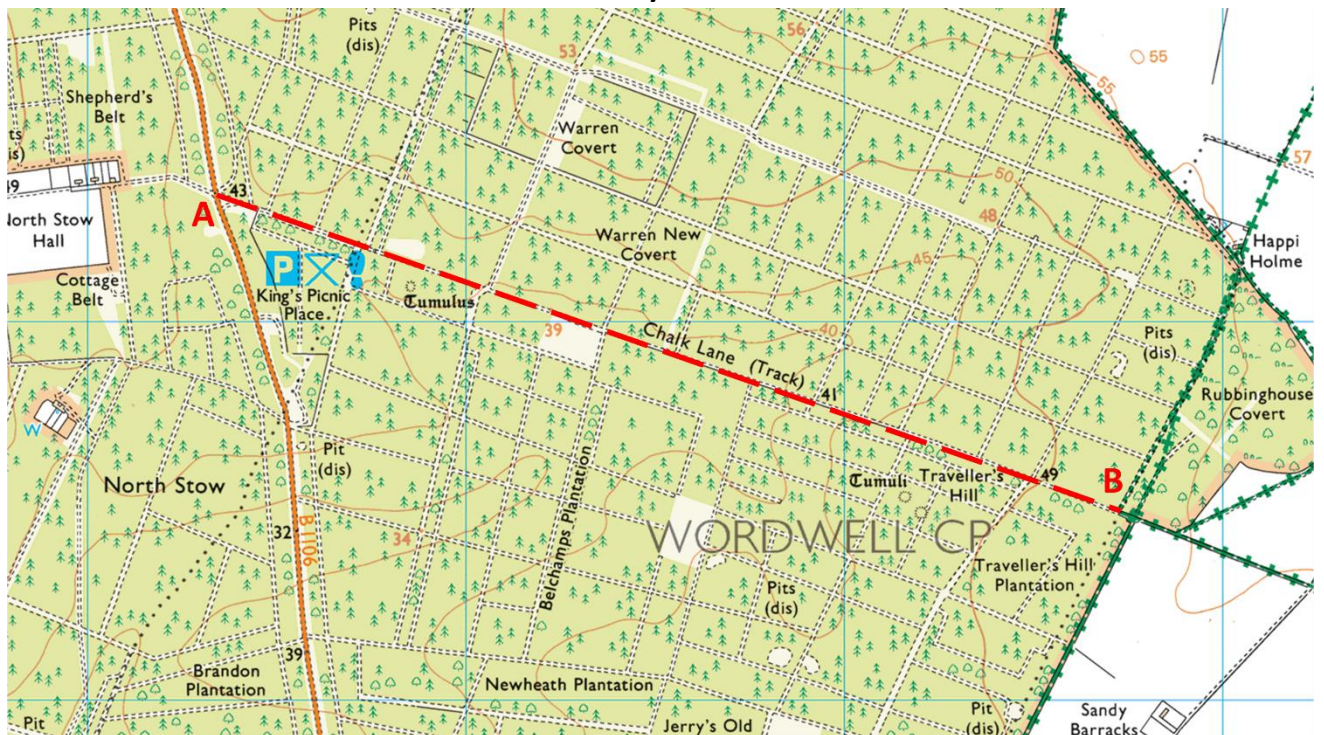 Pits
(dis)
53
56
55
55
Shepherd's
Belt
Warren
Covert
57
49
43
A
50
North Stow
Hall
48
Happi
Holme
Warren New
Covert
45
P
Cottage
Belt
King's Picnic
Place
Tumulus
39
Chalk Lane (Track)
40
Pits
(dis)
41
Rubbinghouse
Covert
W
Pit
(dis)
North Stow
B
49
Tumuli
Traveller's
Hill
32
B1106
34
Belchamps Plantation
WORDWELL CP
Traveller's Hill
Plantation
Pits
(dis)
39
Brandon
Plantation
Newheath Plantation
Pit
Jerry's Old
Pit
(dis)
Sandy
Barracks